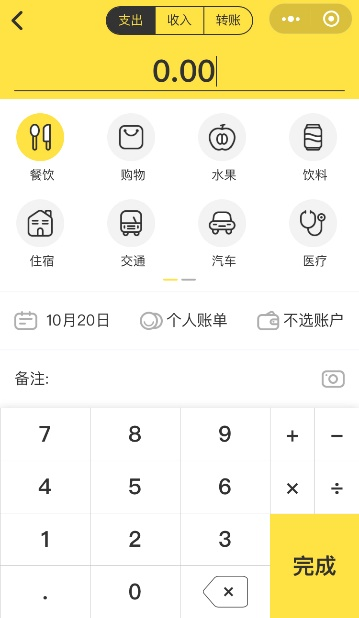 支出 收入 转账
0.00
餐饮 购物 水果 饮料
住宿 交通 汽车 医疗
10月20日 个人账单 不选账户
备注:
7 8 9 + −
4 5 6 × ÷
1 2 3 完成
. 0 ×